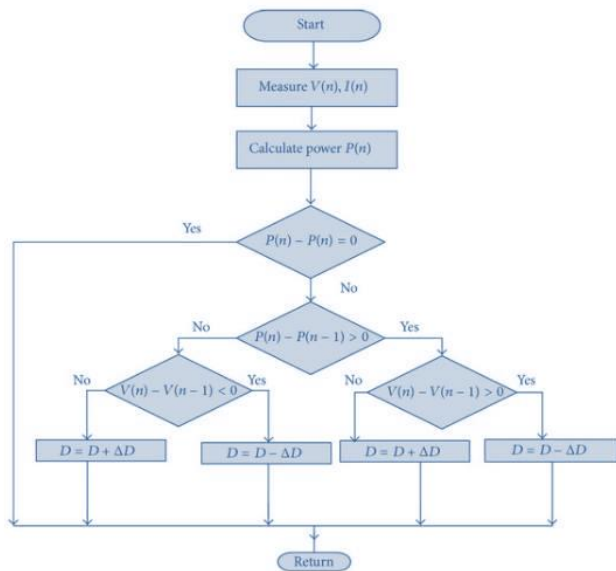 Start
Measure V(n), I(n)
Calculate power P(n)
Yes
P(n) − P(n) = 0
No
No
P(n) − P(n − 1) > 0
Yes
No
V(n) − V(n − 1) < 0
Yes
No
V(n) − V(n − 1) > 0
Yes
D = D + ΔD
D = D − ΔD
D = D + ΔD
D = D − ΔD
Return